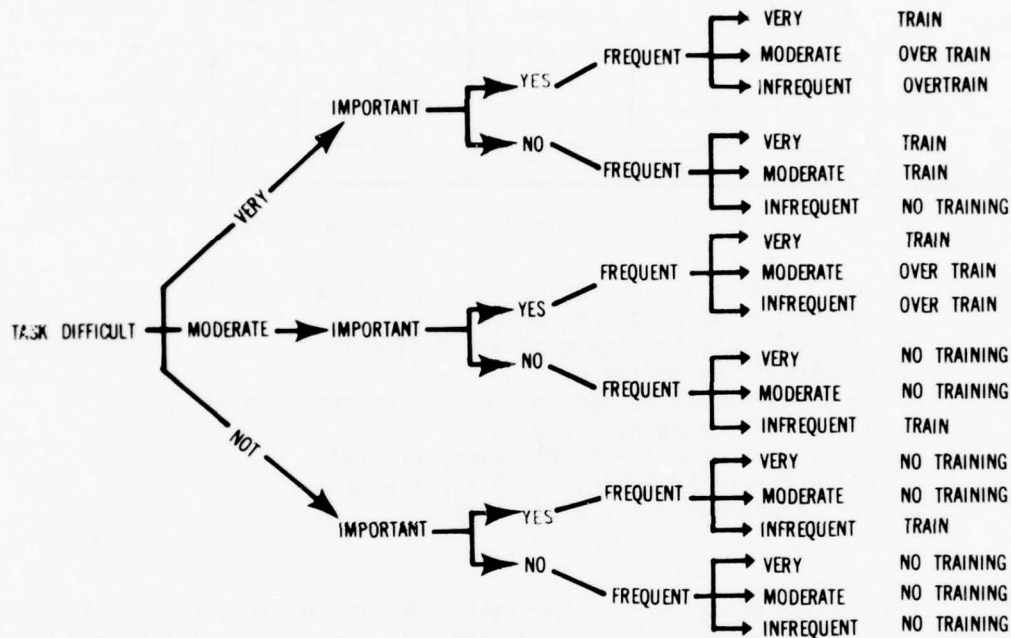 VERY TRAIN
FREQUENT MODERATE OVER TRAIN
YES
INFREQUENT OVERTRAIN
IMPORTANT
NO
VERY TRAIN
FREQUENT MODERATE TRAIN
INFREQUENT NO TRAINING
VERY
VERY TRAIN
FREQUENT MODERATE OVER TRAIN
YES
INFREQUENT OVER TRAIN
TASK DIFFICULT MODERATE IMPORTANT
NO
VERY NO TRAINING
FREQUENT MODERATE NO TRAINING
INFREQUENT TRAIN
NOT
VERY NO TRAINING
FREQUENT MODERATE NO TRAINING
YES
INFREQUENT TRAIN
IMPORTANT
NO
VERY NO TRAINING
FREQUENT MODERATE NO TRAINING
INFREQUENT NO TRAINING